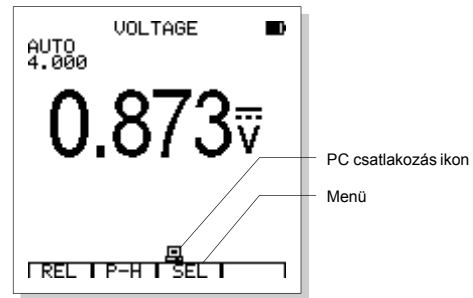 VOLTAGE
AUTO
4.000
0.873 V
PC csatlakozás ikon
Menü
REL P-H SEL